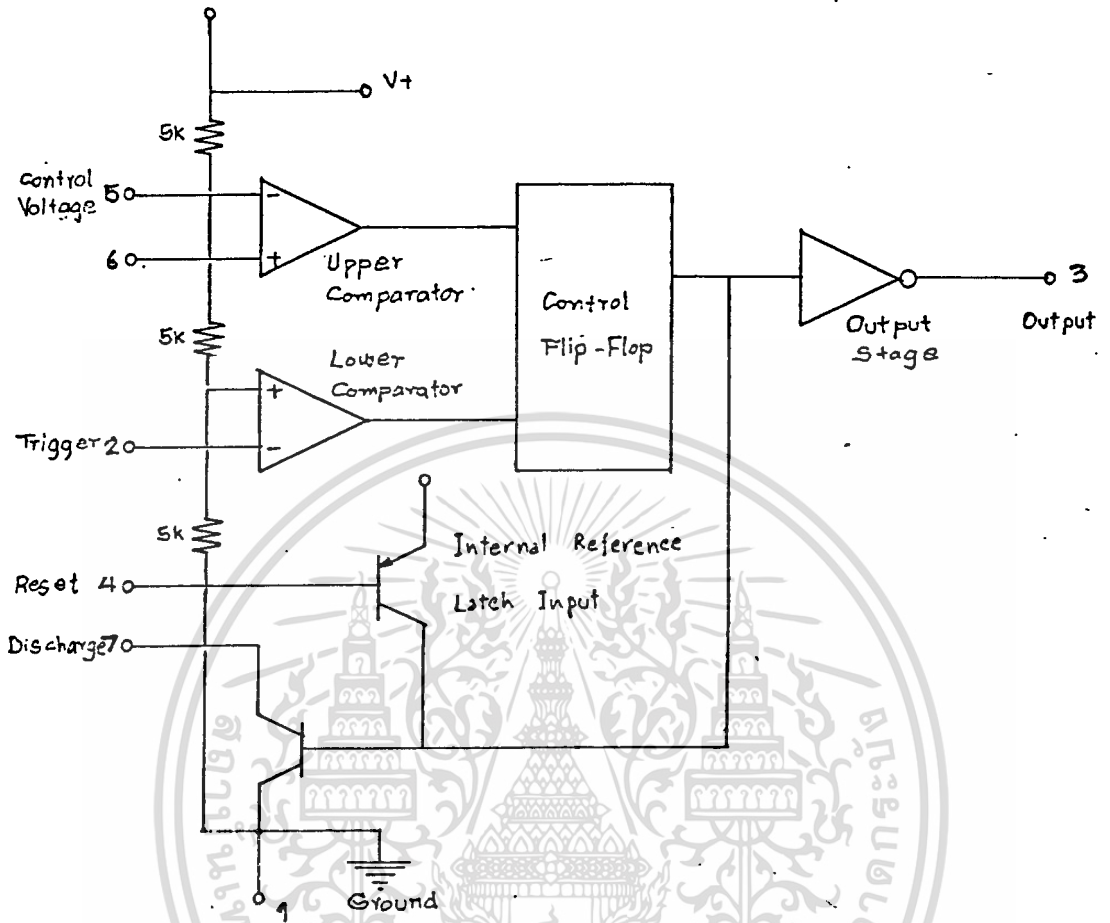 V+
5k
Control
Voltage 5
- 
+
6
Upper
Comparator
5k
Control
Flip-Flop
3
Output
Output
Stage
Lower
Comparator
+
-
Trigger 2
5k
Internal Reference
Reset 4
Latch Input
Discharge 7
Ground
1